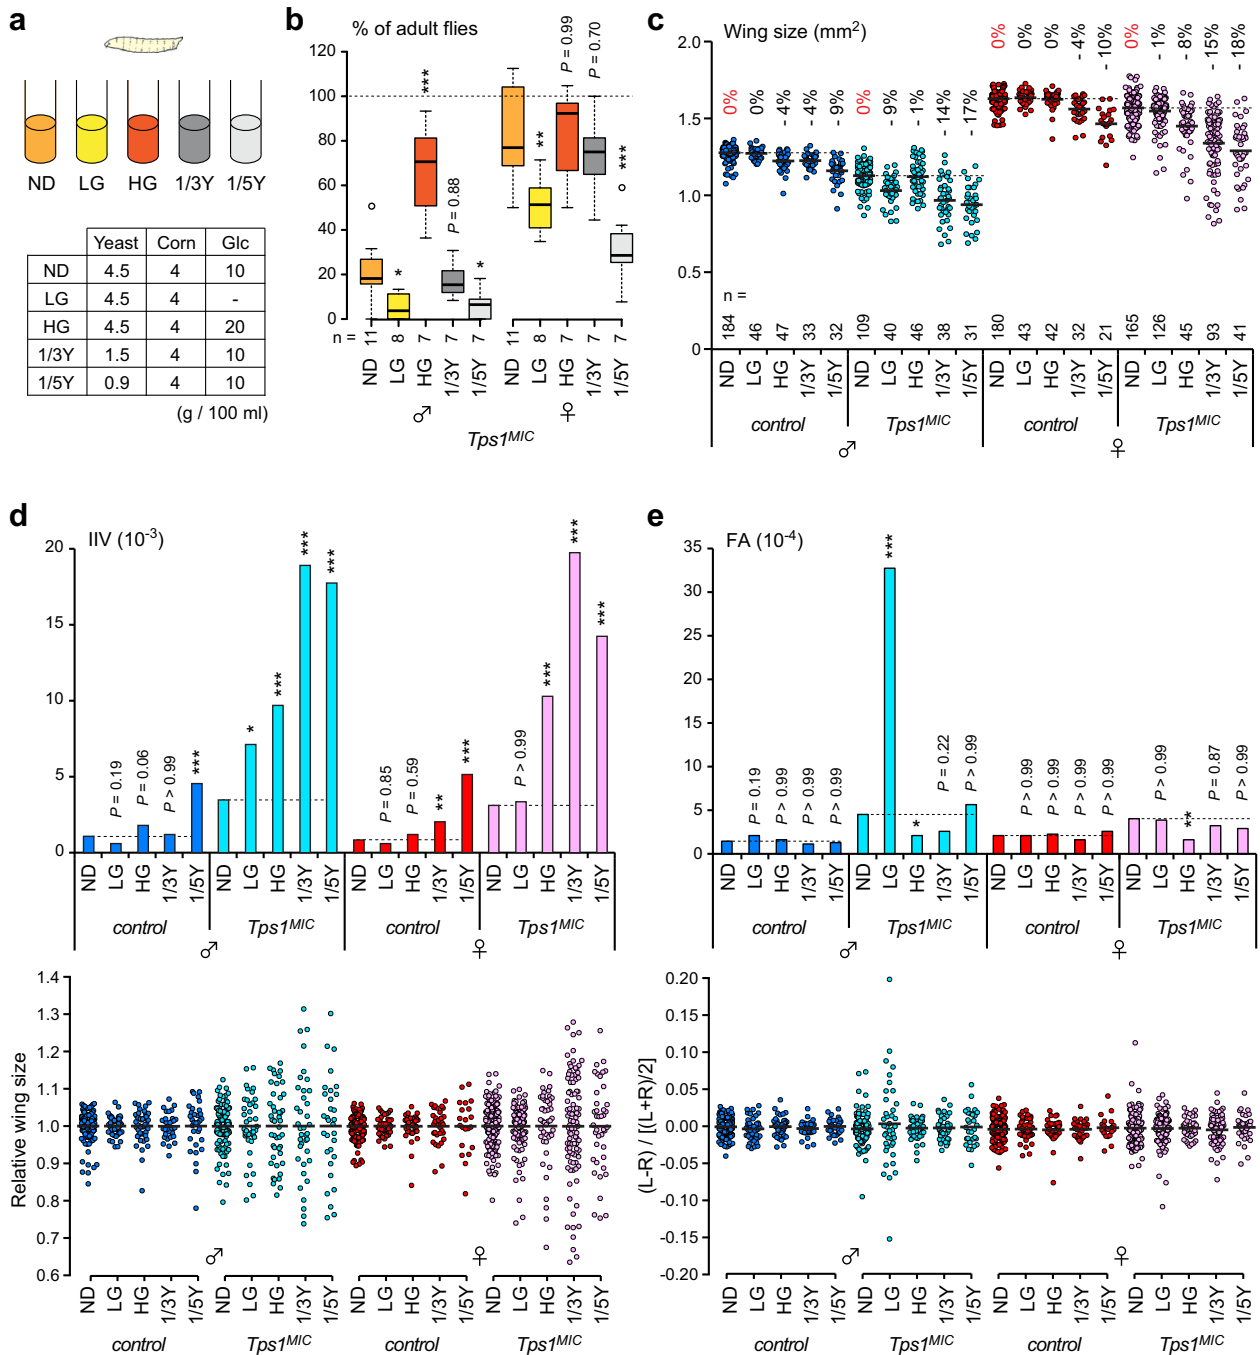 a
ND LG HG 1/3Y 1/5Y
Yeast Corn Glc
ND 4.5 4 10
LG 4.5 4 -
HG 4.5 4 20
1/3Y 1.5 4 10
1/5Y 0.9 4 10
(g / 100 ml)
b
% of adult flies
120
100
80
60
40
20
0
* *** P = 0.88 * ** P = 0.99 P = 0.70 ***
n = 11 8 7 7 7 11 8 7 7 7
ND LG HG 1/3Y 1/5Y ND LG HG 1/3Y 1/5Y
♂ ♀
Tps1MIC
c
Wing size (mm2)
2.0
1.5
1.0
0.5
0
0% 0% -4% -4% -9% 0% -9% -1% -14% -17% 0% 0% 0% -4% -10% 0% -1% -8% -15% -18%
n =
184 46 47 33 32 109 40 46 38 31 180 43 42 32 21 165 126 45 93 41
ND LG HG 1/3Y 1/5Y ND LG HG 1/3Y 1/5Y ND LG HG 1/3Y 1/5Y ND LG HG 1/3Y 1/5Y
control Tps1MIC control Tps1MIC
♂ ♀
d
IIV (10-3)
20
15
10
5
0
P = 0.19 P = 0.06 P > 0.99 *** * *** *** *** P = 0.85 P = 0.59 ** *** P > 0.99 *** *** ***
ND LG HG 1/3Y 1/5Y ND LG HG 1/3Y 1/5Y ND LG HG 1/3Y 1/5Y ND LG HG 1/3Y 1/5Y
control Tps1MIC control Tps1MIC
♂ ♀
Relative wing size
1.4
1.3
1.2
1.1
1.0
0.9
0.8
0.7
0.6
♂ ♀
ND LG HG 1/3Y 1/5Y ND LG HG 1/3Y 1/5Y ND LG HG 1/3Y 1/5Y ND LG HG 1/3Y 1/5Y
control Tps1MIC control Tps1MIC
e
FA (10-4)
35
30
25
20
15
10
5
0
P = 0.19 P > 0.99 P > 0.99 P > 0.99 *** * P = 0.22 P > 0.99 P > 0.99 P > 0.99 P > 0.99 P > 0.99 P > 0.99 ** P = 0.87 P > 0.99
ND LG HG 1/3Y 1/5Y ND LG HG 1/3Y 1/5Y ND LG HG 1/3Y 1/5Y ND LG HG 1/3Y 1/5Y
control Tps1MIC control Tps1MIC
♂ ♀
(L-R) / [(L+R)/2]
0.20
0.15
0.10
0.05
0.00
-0.05
-0.10
-0.15
-0.20
♂ ♀
ND LG HG 1/3Y 1/5Y ND LG HG 1/3Y 1/5Y ND LG HG 1/3Y 1/5Y ND LG HG 1/3Y 1/5Y
control Tps1MIC control Tps1MIC